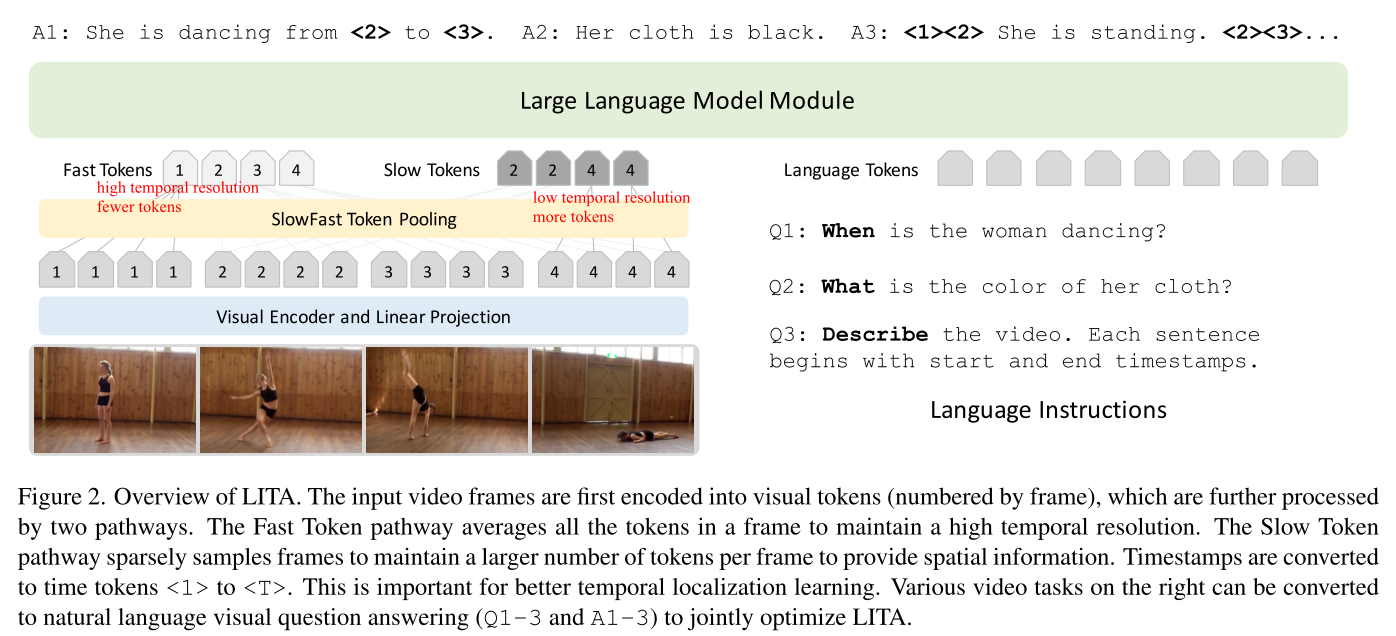 A1: She is dancing from <2> to <3>. A2: Her cloth is black. A3: <1><2> She is standing. <2><3>...
Large Language Model Module
Fast Tokens 1 2 3 4
Slow Tokens 2 2 4 4
Language Tokens
high temporal resolution
fewer tokens
low temporal resolution
more tokens
SlowFast Token Pooling
1 1 1 1 2 2 2 2 3 3 3 3 4 4 4 4
Visual Encoder and Linear Projection
Q1: When is the woman dancing?
Q2: What is the color of her cloth?
Q3: Describe the video. Each sentence
begins with start and end timestamps.
Language Instructions
Figure 2. Overview of LITA. The input video frames are first encoded into visual tokens (numbered by frame), which are further processed
by two pathways. The Fast Token pathway averages all the tokens in a frame to maintain a high temporal resolution. The Slow Token
pathway sparsely samples frames to maintain a larger number of tokens per frame to provide spatial information. Timestamps are converted
to time tokens <1> to <T>. This is important for better temporal localization learning. Various video tasks on the right can be converted
to natural language visual question answering (Q1-3 and A1-3) to jointly optimize LITA.